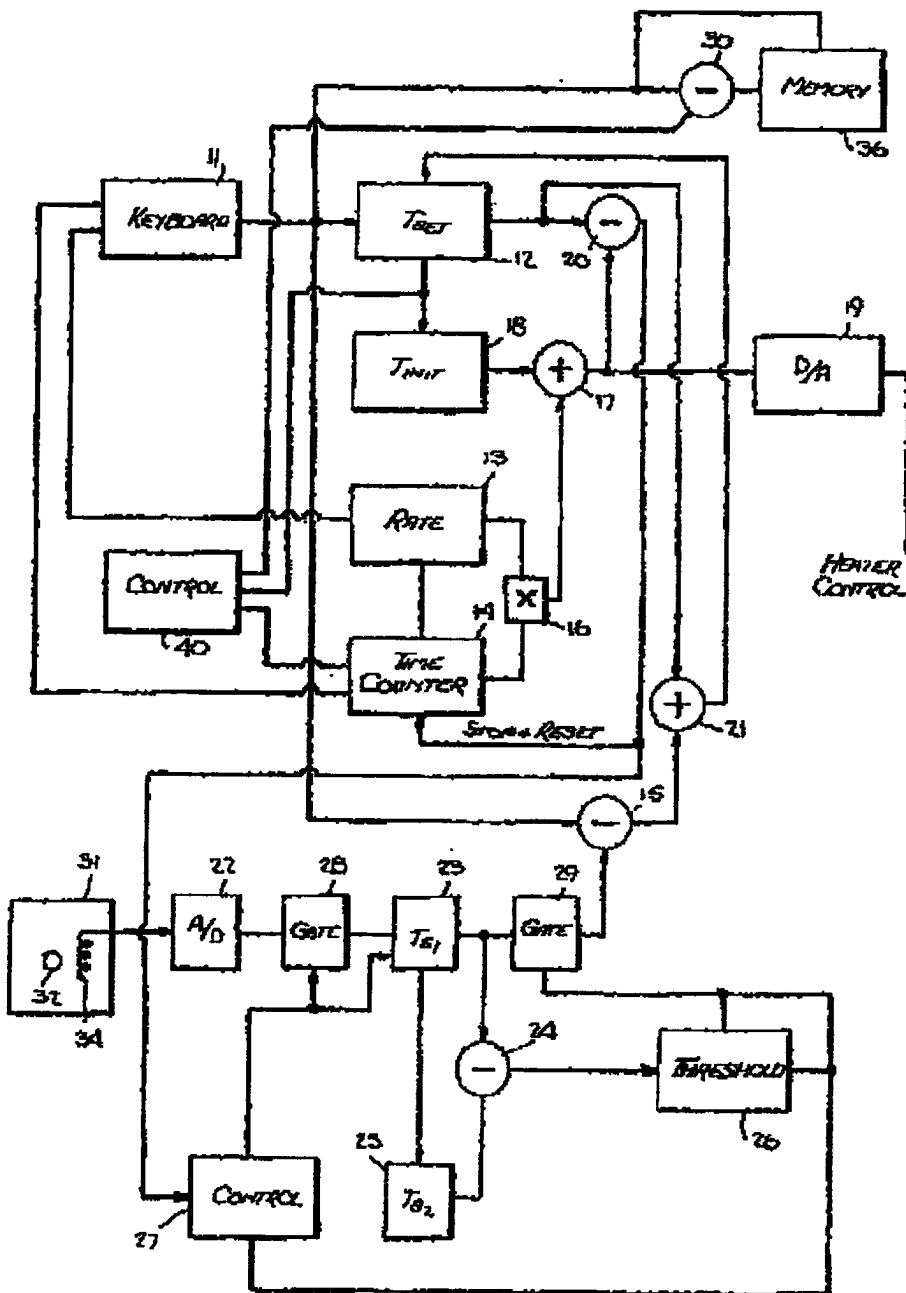 30
-
MEMORY
36
11
KEYBOARD
TSET
12
-
20
18
TINIT
+
17
19
D/A
13
RATE
CONTROL
40
X
16
14
TIME
COUNTER
HEATER
CONTROL
+
21
STOP + RESET
15
-
31
32
34
22
A/D
28
GATE
23
TB1
29
GATE
24
-
THRESHOLD
26
25
TB2
CONTROL
27